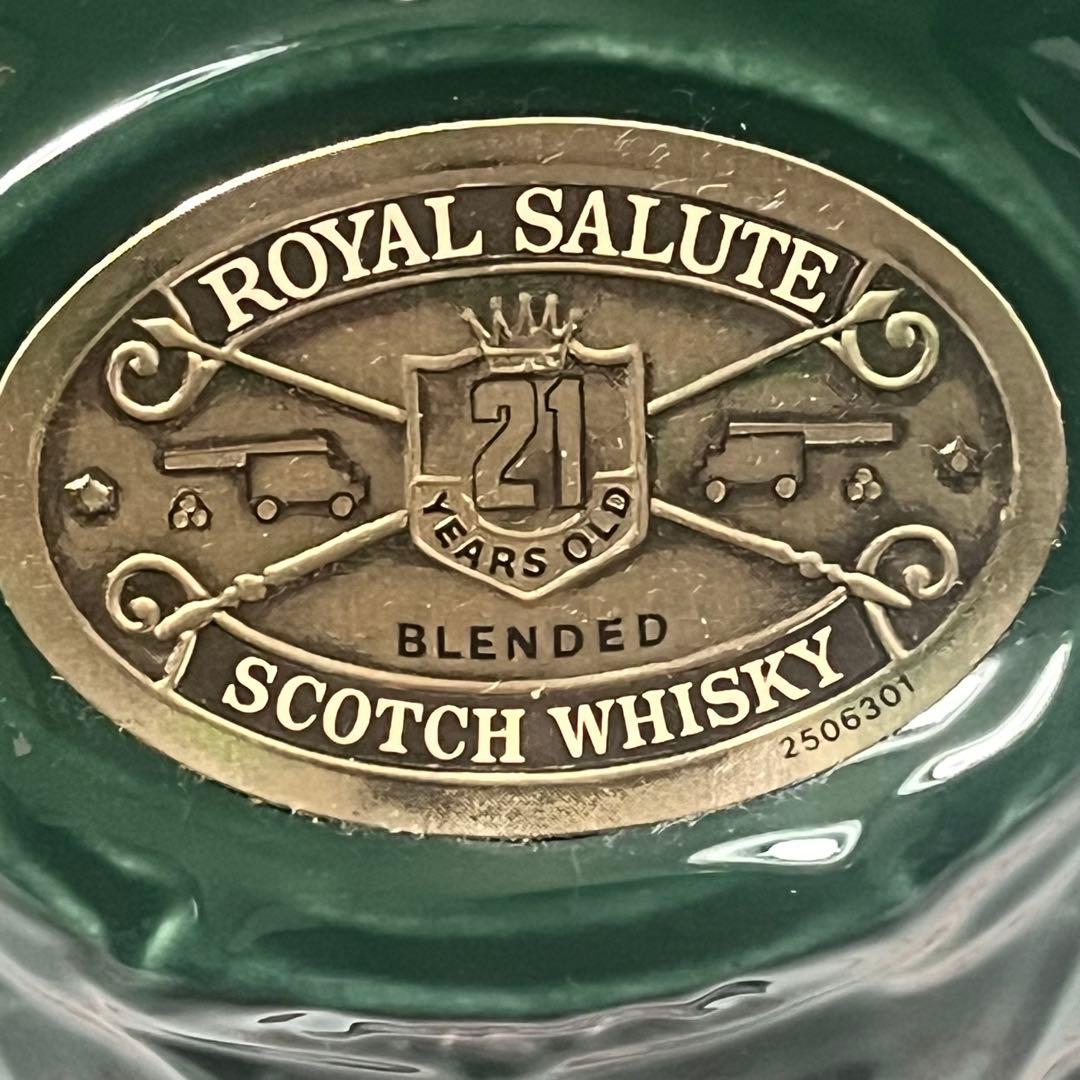 ROYAL SALUTE
21
YEARS OLD
BLENDED
SCOTCH WHISKY
2506301